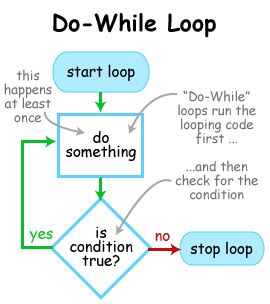 Do-While Loop
this
happens
at least
once
start loop
“Do-While”
loops run the
looping code
first ...
do
something
...and then
check for the
condition
yes
is
condition
true?
no
stop loop